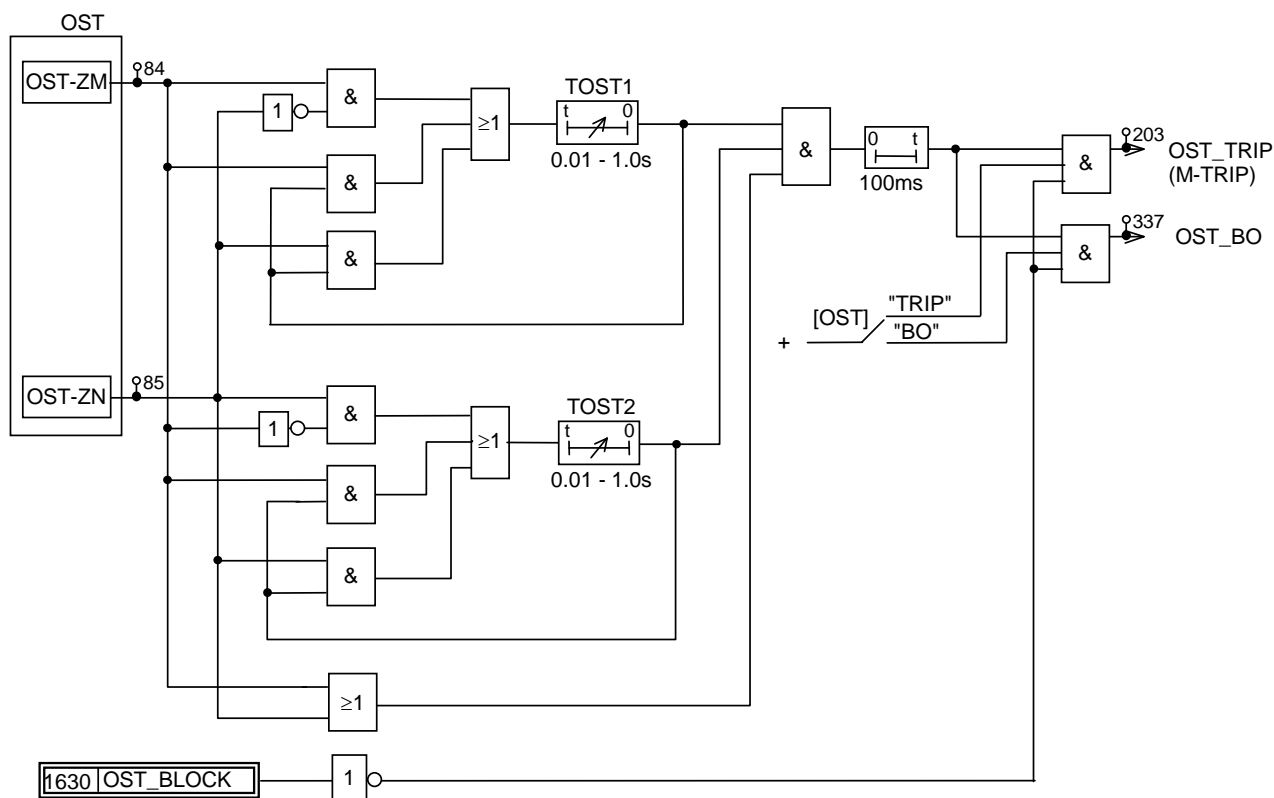 OST
OST-ZM
84
1
&
&
&
≥1
TOST1
t 0
0.01 - 1.0s
&
0 t
100ms
&
203
OST_TRIP
(M-TRIP)
&
337
OST_BO
+
[OST]
"TRIP"
"BO"
OST-ZN
85
1
&
&
&
≥1
TOST2
t 0
0.01 - 1.0s
≥1
1630 OST_BLOCK
1